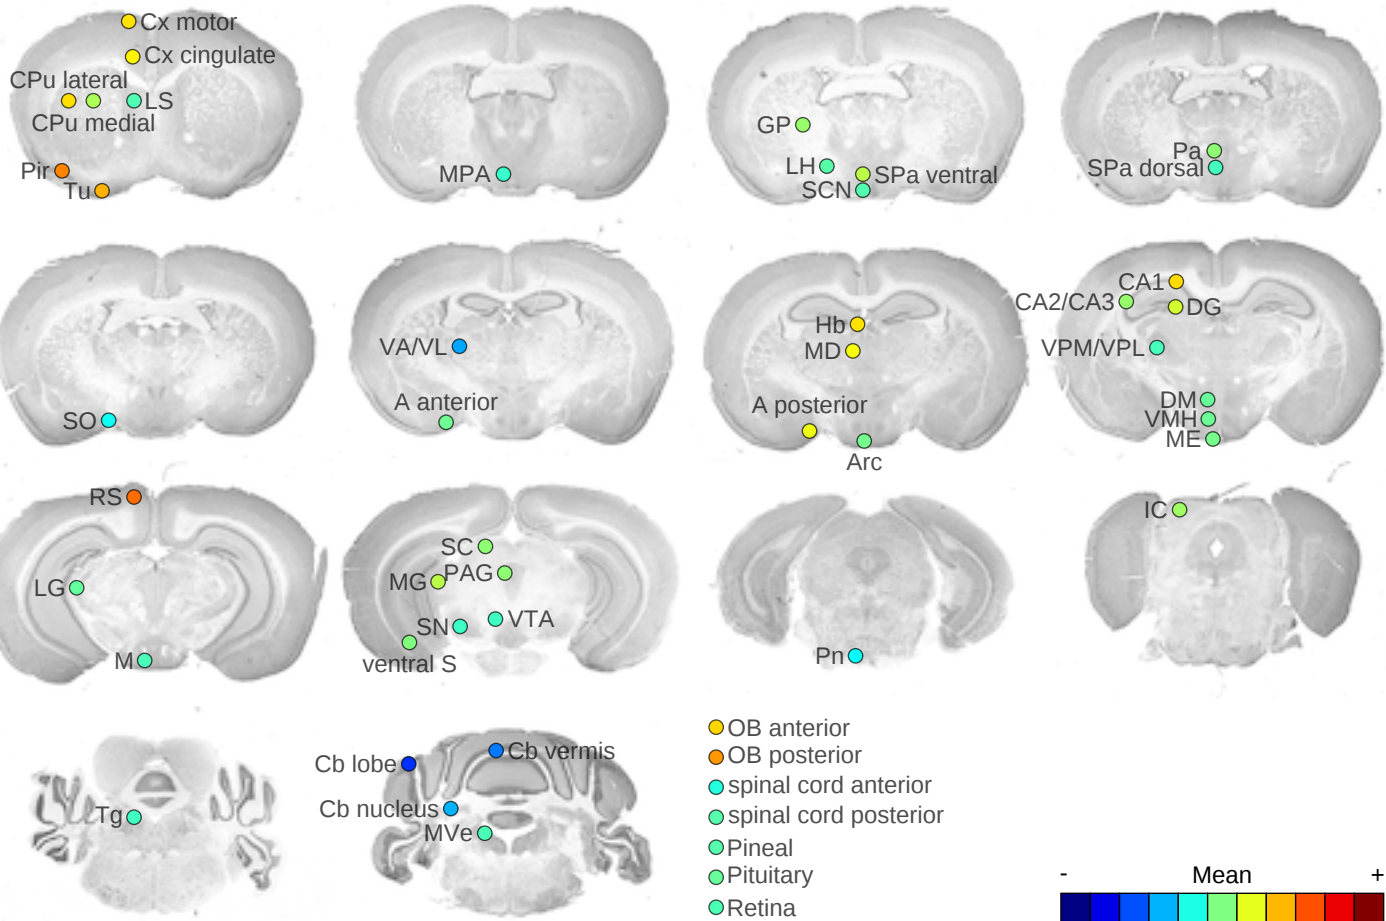 Cx motor
Cx cingulate
CPu lateral
LS
CPu medial
Pir
Tu
MPA
GP
LH
SPa ventral
SCN
Pa
SPa dorsal
SO
VA/VL
A anterior
Hb
MD
A posterior
Arc
CA1
CA2/CA3
DG
VPM/VPL
DM
VMH
ME
RS
LG
M
SC
PAG
MG
VTA
SN
ventral S
Pn
IC
Tg
Cb lobe
Cb vermis
Cb nucleus
MVe
OB anterior
OB posterior
spinal cord anterior
spinal cord posterior
Pineal
Pituitary
Retina
- Mean +